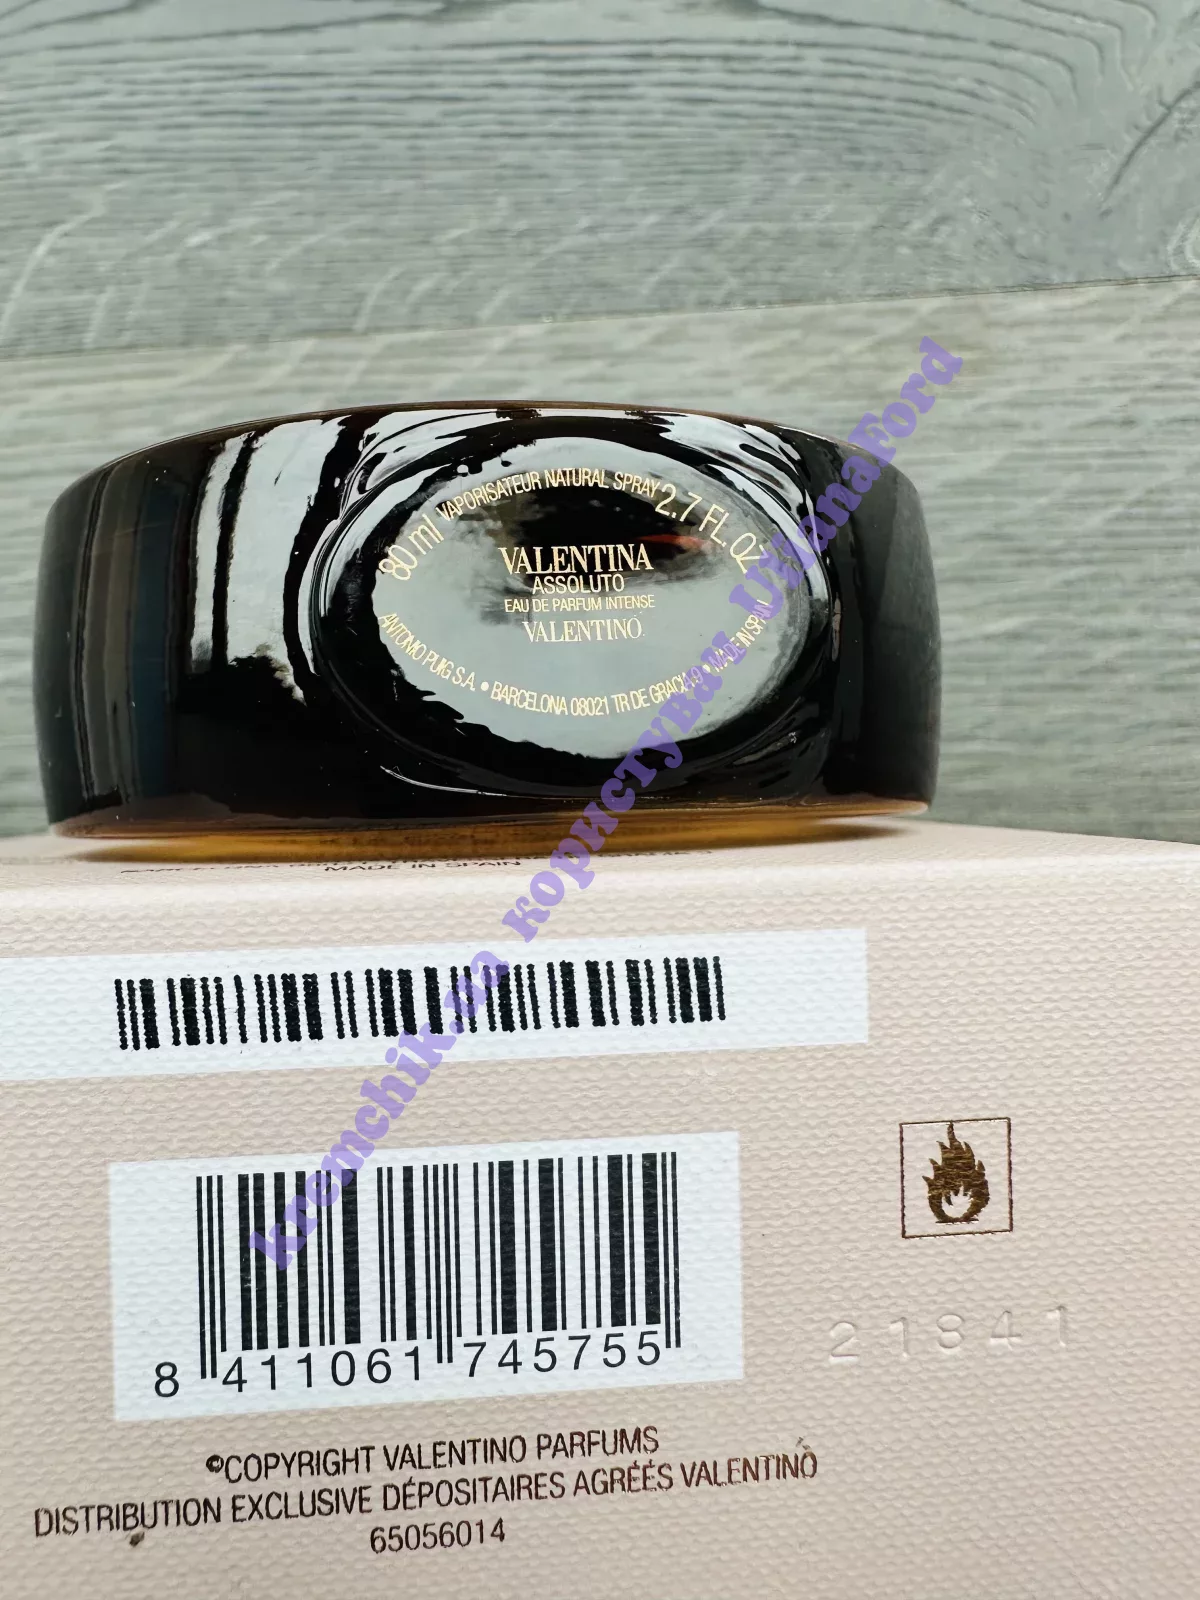 80 ml VAPORISATEUR NATURAL SPRAY 2.7 FL. OZ
VALENTINA
ASSOLUTO
EAU DE PARFUM INTENSE
VALENTINO
ANTONIO PUIG S.A. • BARCELONA 08021 TR DE GRACIA 9 • MADE IN SPAIN
MADE IN SPAIN
kremchik.ua користувач UlianaFord
8 411061 745755
21841
©COPYRIGHT VALENTINO PARFUMS
DISTRIBUTION EXCLUSIVE DÉPOSITAIRES AGRÉÉS VALENTINO
65056014